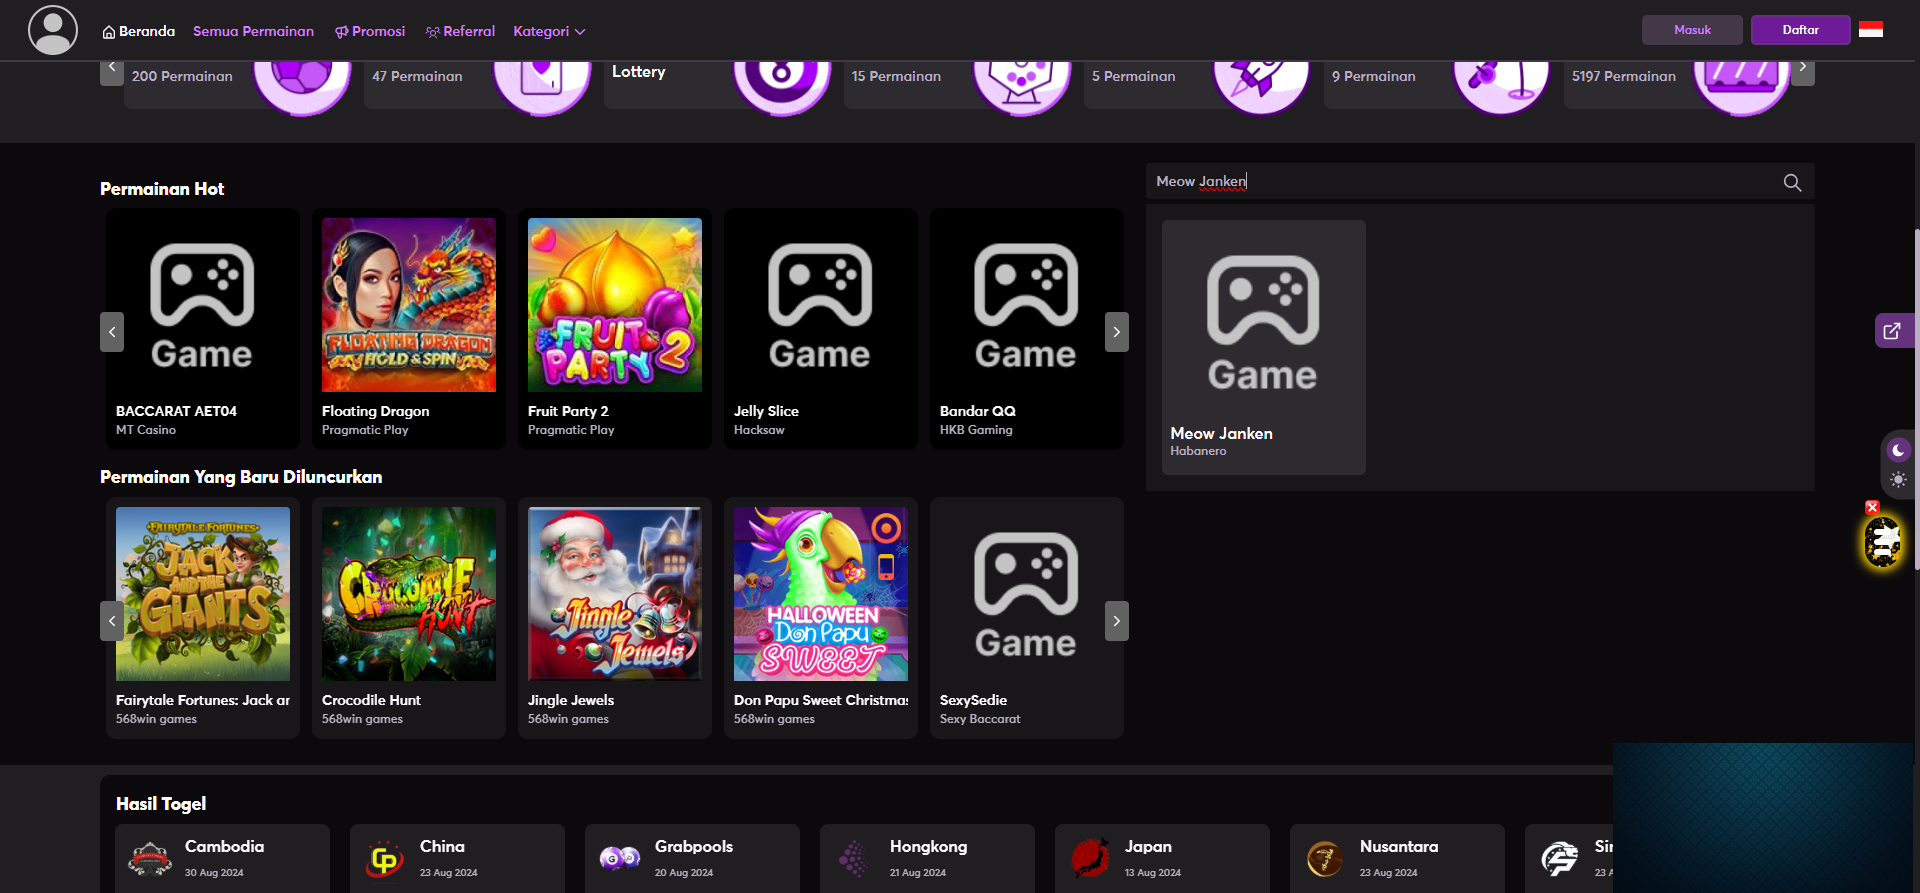 Beranda
Semua Permainan
Promosi
Referral
Kategori
Masuk
Daftar
200 Permainan
47 Permainan
Lottery
15 Permainan
5 Permainan
9 Permainan
5197 Permainan
8
Permainan Hot
Game
BACCARAT AET04
MT Casino
FLOATING DRAGON
HOLD & SPIN
Floating Dragon
Pragmatic Play
FRUIT
PARTY 2
Fruit Party 2
Pragmatic Play
Game
Jelly Slice
Hacksaw
Game
Bandar QQ
HKB Gaming
Meow Janken
Game
Meow Janken
Habanero
Permainan Yang Baru Diluncurkan
FAIRYTALE FORTUNES
JACK
AND THE
GIANTS
Fairytale Fortunes: Jack ar
568win games
CROCODILE
HUNT
Crocodile Hunt
568win games
Jingle
Jewels
Jingle Jewels
568win games
HALLOWEEN
Don Papu
SWEET
Don Papu Sweet Christmas
568win games
Game
SexySedie
Sexy Baccarat
Hasil Togel
Cambodia
30 Aug 2024
CP
China
23 Aug 2024
G P
Grabpools
20 Aug 2024
Hongkong
21 Aug 2024
Japan
13 Aug 2024
Nusantara
23 Aug 2024
Sin
23 A